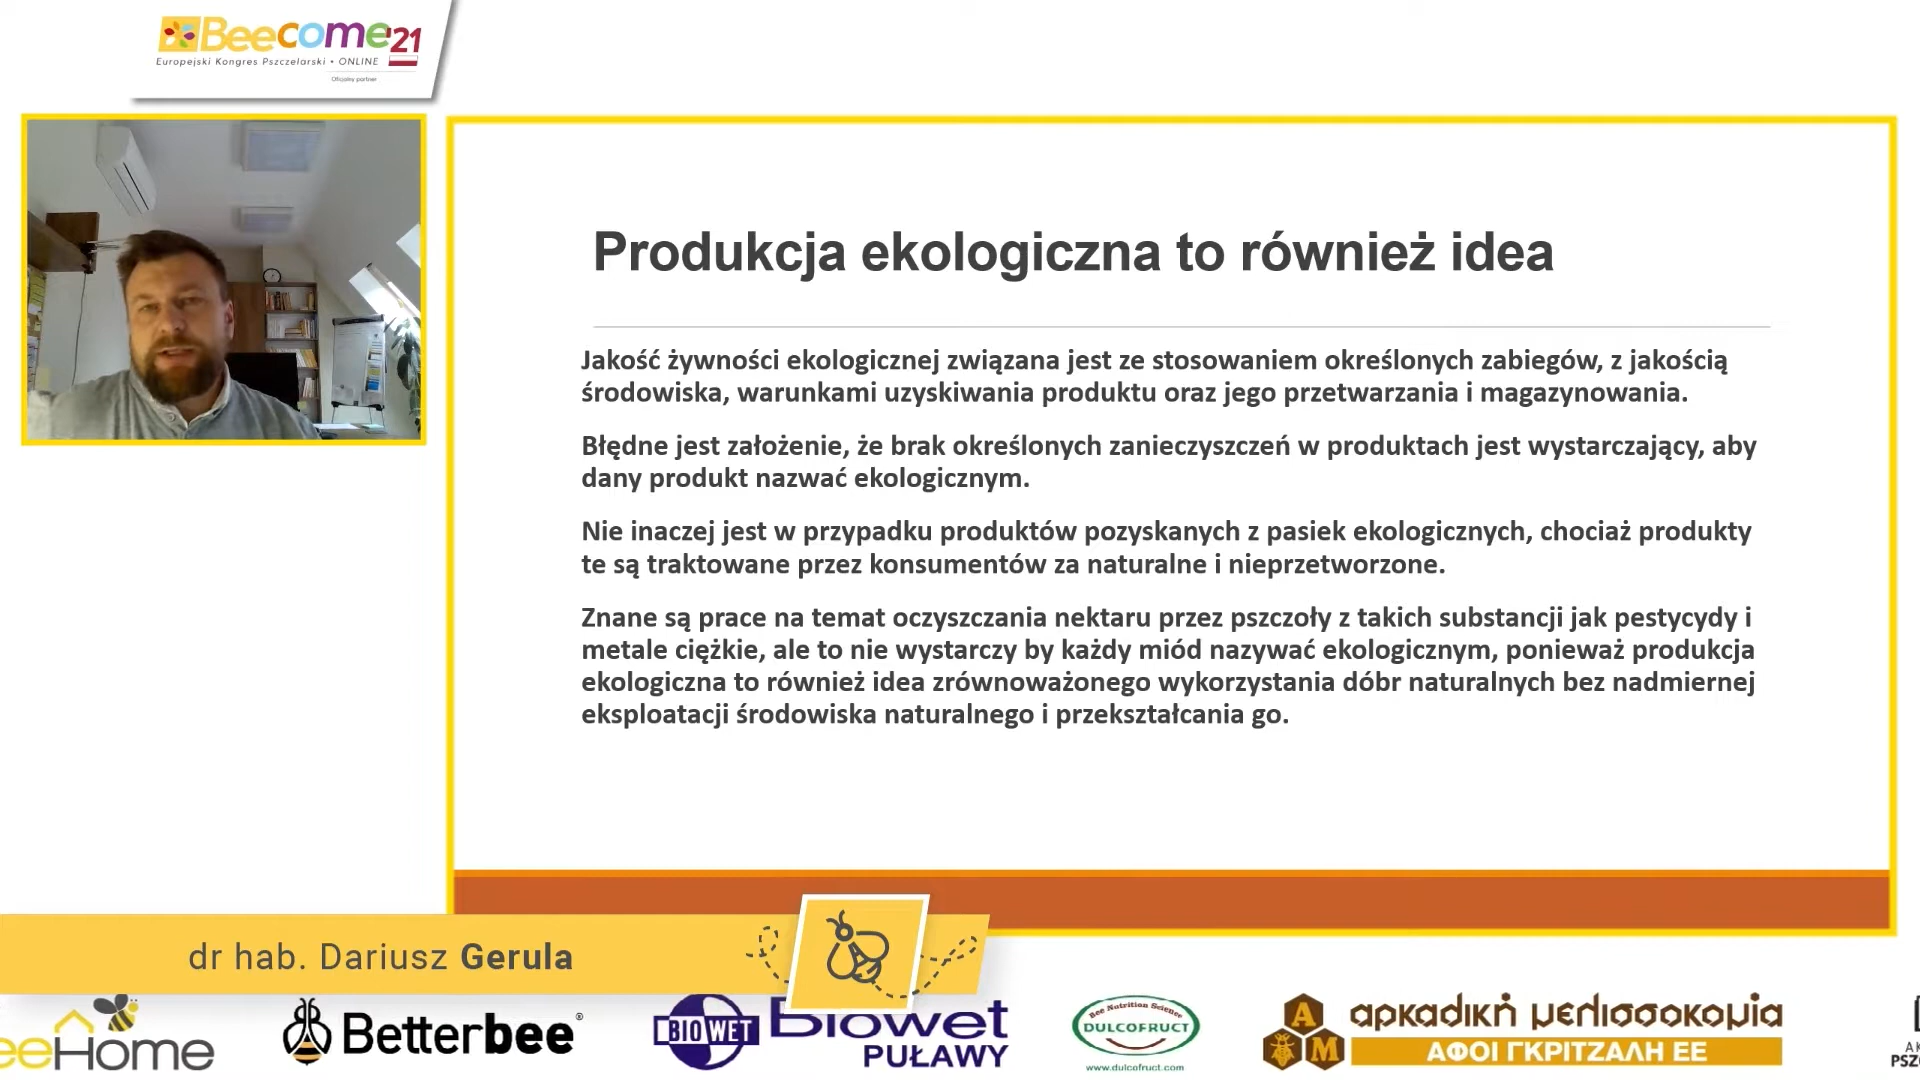 Beecome'21
Europejski Kongres Pszczelarski • ONLINE
Oficjalny partner
Produkcja ekologiczna to również idea
Jakość żywności ekologicznej związana jest ze stosowaniem określonych zabiegów, z jakością
środowiska, warunkami uzyskiwania produktu oraz jego przetwarzania i magazynowania.
Błędne jest założenie, że brak określonych zanieczyszczeń w produktach jest wystarczający, aby
dany produkt nazwać ekologicznym.
Nie inaczej jest w przypadku produktów pozyskanych z pasiek ekologicznych, chociaż produkty
te są traktowane przez konsumentów za naturalne i nieprzetworzone.
Znane są prace na temat oczyszczania nektaru przez pszczoły z takich substancji jak pestycydy i
metale ciężkie, ale to nie wystarczy by każdy miód nazywać ekologicznym, ponieważ produkcja
ekologiczna to również idea zrównoważonego wykorzystania dóbr naturalnych bez nadmiernej
eksploatacji środowiska naturalnego i przekształcania go.
dr hab. Dariusz Gerula
eeHome
Betterbee®
BIOWET
Biowet
PUŁAWY
Bee Nutrition Science
DULCOFRUCT
www.dulcofruct.com
A M
αρκαδική μελισσοκομία
ΑΦΟΙ ΓΚΡΙΤΖΑΛΗ ΕΕ